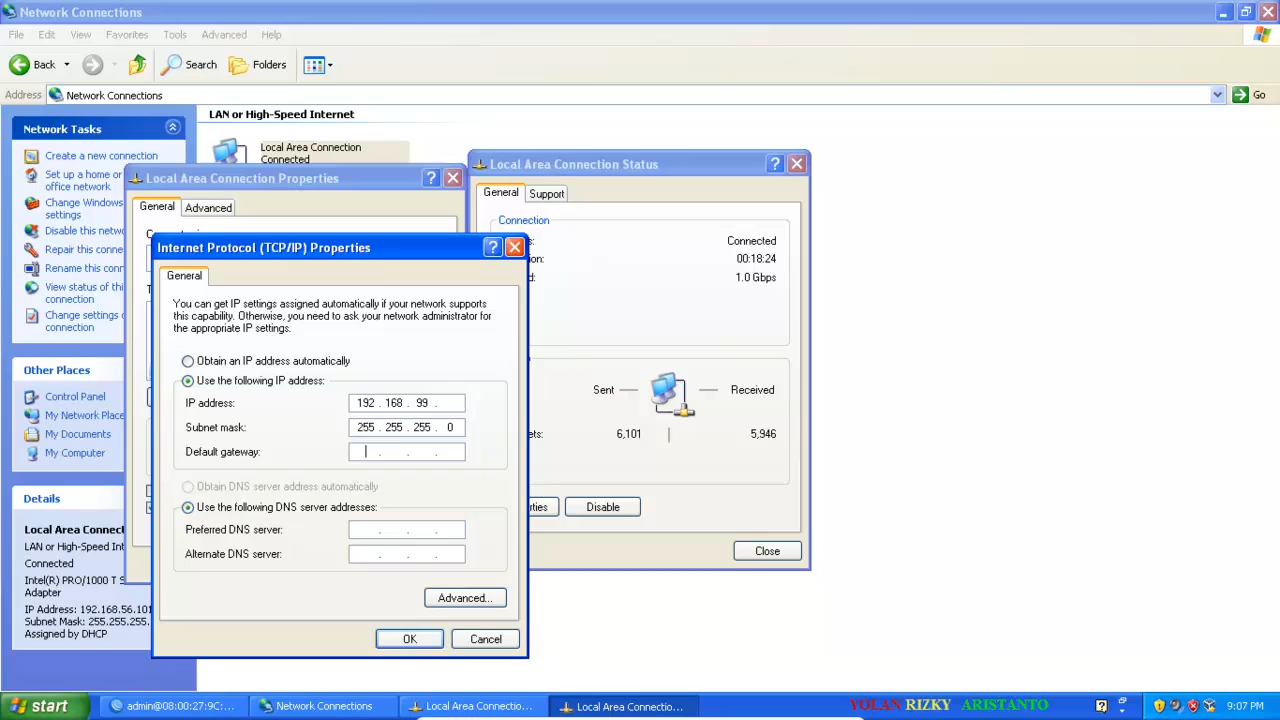 Network Connections
File Edit View Favorites Tools Advanced Help
Back Search Folders
Address Network Connections Go
Network Tasks
Create a new connection
Set up a home or
office network
Change Windows
settings
Disable this netwo
Repair this conne
Rename this conn
View status of thi
connection
Change settings o
connection
Other Places
Control Panel
My Network Place
My Documents
My Computer
Details
Local Area Connect
LAN or High-Speed Int
Connected
Intel(R) PRO/1000 T S
Adapter
IP Address: 192.168.56.101
Subnet Mask: 255.255.255.
Assigned by DHCP
LAN or High-Speed Internet
Local Area Connection
Connected
Local Area Connection Properties
General Advanced
Internet Protocol (TCP/IP) Properties
General
You can get IP settings assigned automatically if your network supports
this capability. Otherwise, you need to ask your network administrator for
the appropriate IP settings.
Obtain an IP address automatically
Use the following IP address:
IP address: 192 . 168 . 99 .
Subnet mask: 255 . 255 . 255 . 0
Default gateway: . . .
Obtain DNS server address automatically
Use the following DNS server addresses:
Preferred DNS server: . . .
Alternate DNS server: . . .
Advanced...
OK Cancel
Local Area Connection Status
General Support
Connection
Connected
00:18:24
1.0 Gbps
Sent Received
6,101 5,946
Disable
Close
start admin@08:00:27:9C:... Network Connections Local Area Connectio... Local Area Connectio... YOLAN RIZKY ARISTANTO 9:07 PM